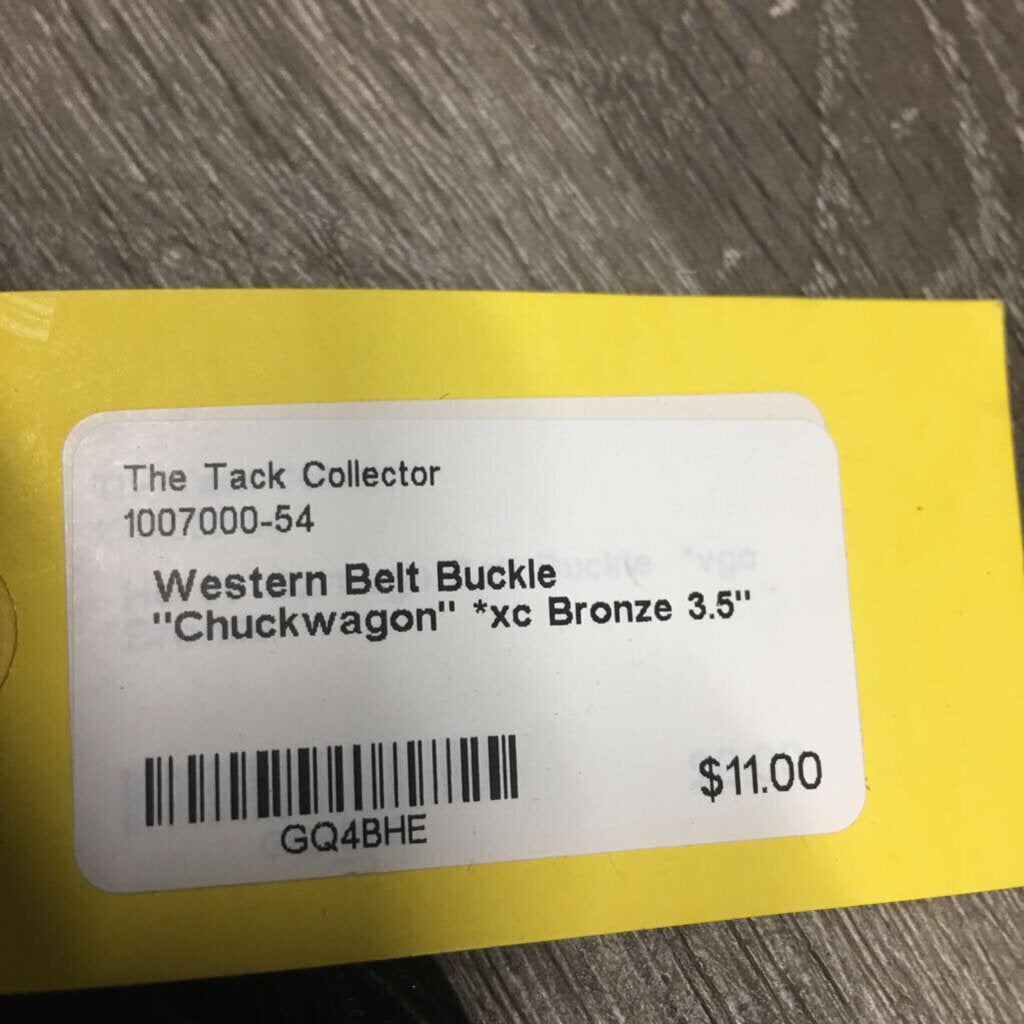 The Tack Collector
1007000-54
Western Belt Buckle
"Chuckwagon" *xc Bronze 3.5"
GQ4BHE
$11.00